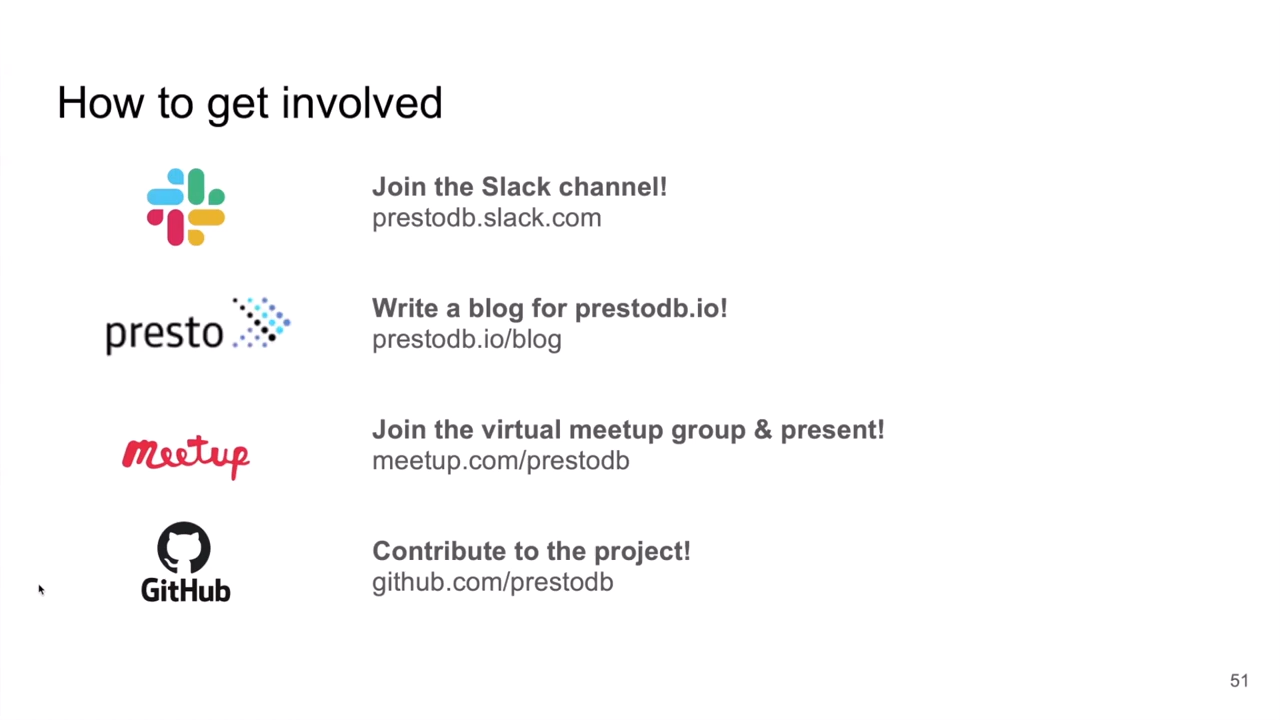 How to get involved
Join the Slack channel!
prestodb.slack.com
presto
Write a blog for prestodb.io!
prestodb.io/blog
meetup
Join the virtual meetup group & present!
meetup.com/prestodb
GitHub
Contribute to the project!
github.com/prestodb
51